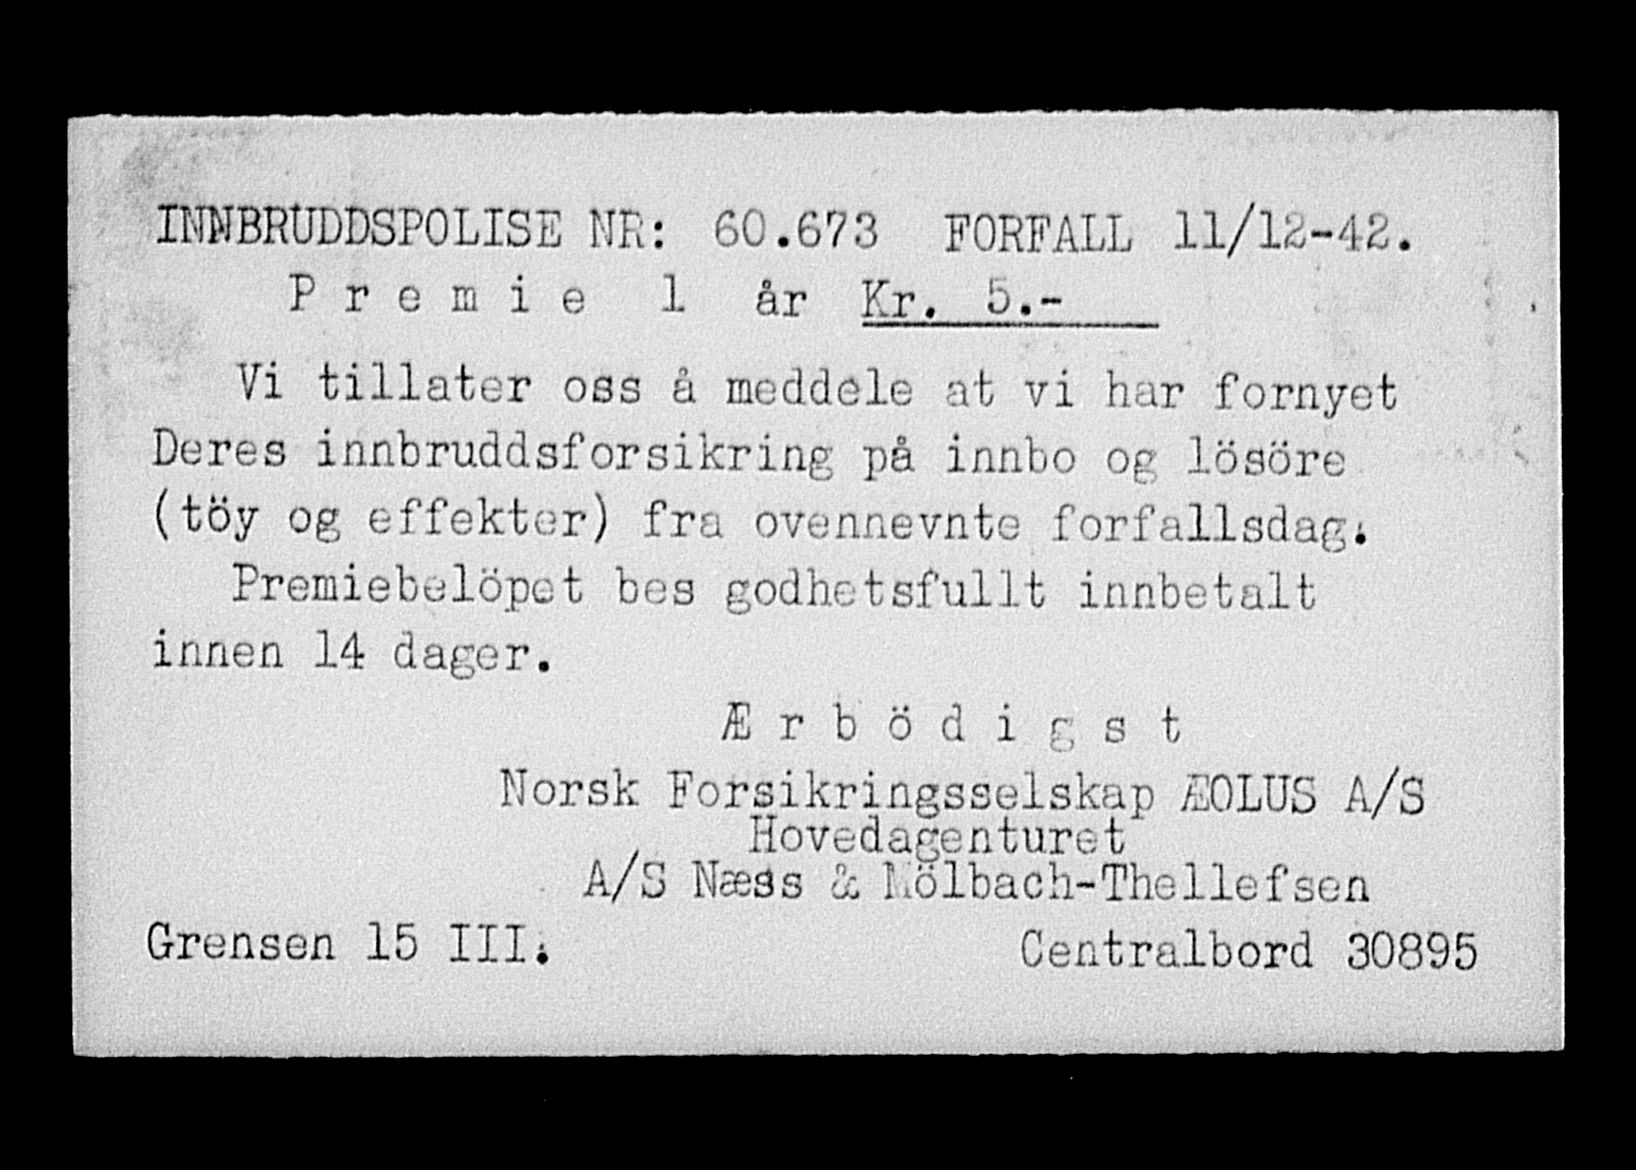 INNBRUDDSPOLISE NR: 60.673 FORFALL 11/12-42.
P r e m i e 1 år Kr. 5.-
Vi tillater oss å meddele at vi har fornyet
Deres innbruddsforsikring på innbo og lösöre
(töy og effekter) fra ovennevnte forfallsdag.
Premiebelöpet bes godhetsfullt innbetalt
innen 14 dager.
Æ r b ö d i g s t
Norsk Forsikringsselskap ÆOLUS A/S
Hovedagenturet
A/S Næss & Mölbach-Thellefsen
Grensen 15 III.
Centralbord 30895